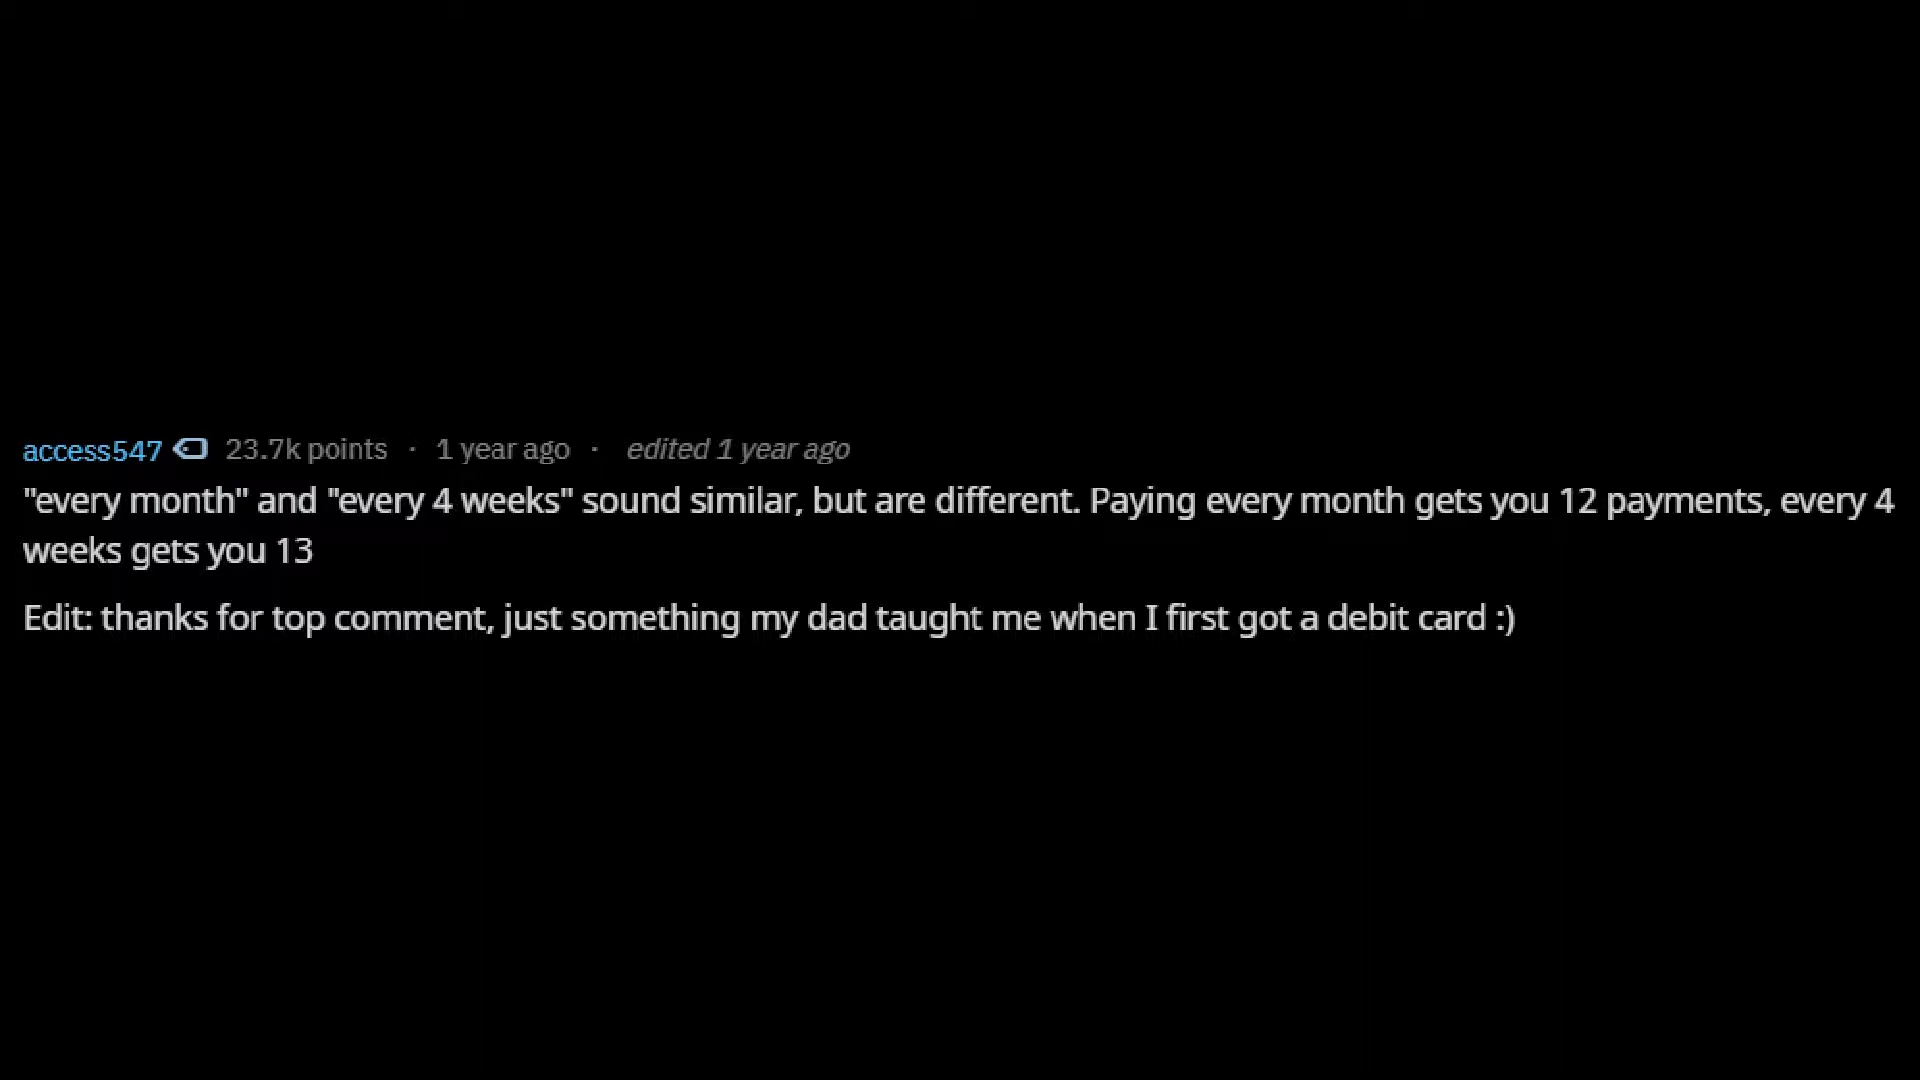 access547 23.7k points · 1 year ago · edited 1 year ago
"every month" and "every 4 weeks" sound similar, but are different. Paying every month gets you 12 payments, every 4
weeks gets you 13
Edit: thanks for top comment, just something my dad taught me when I first got a debit card :)